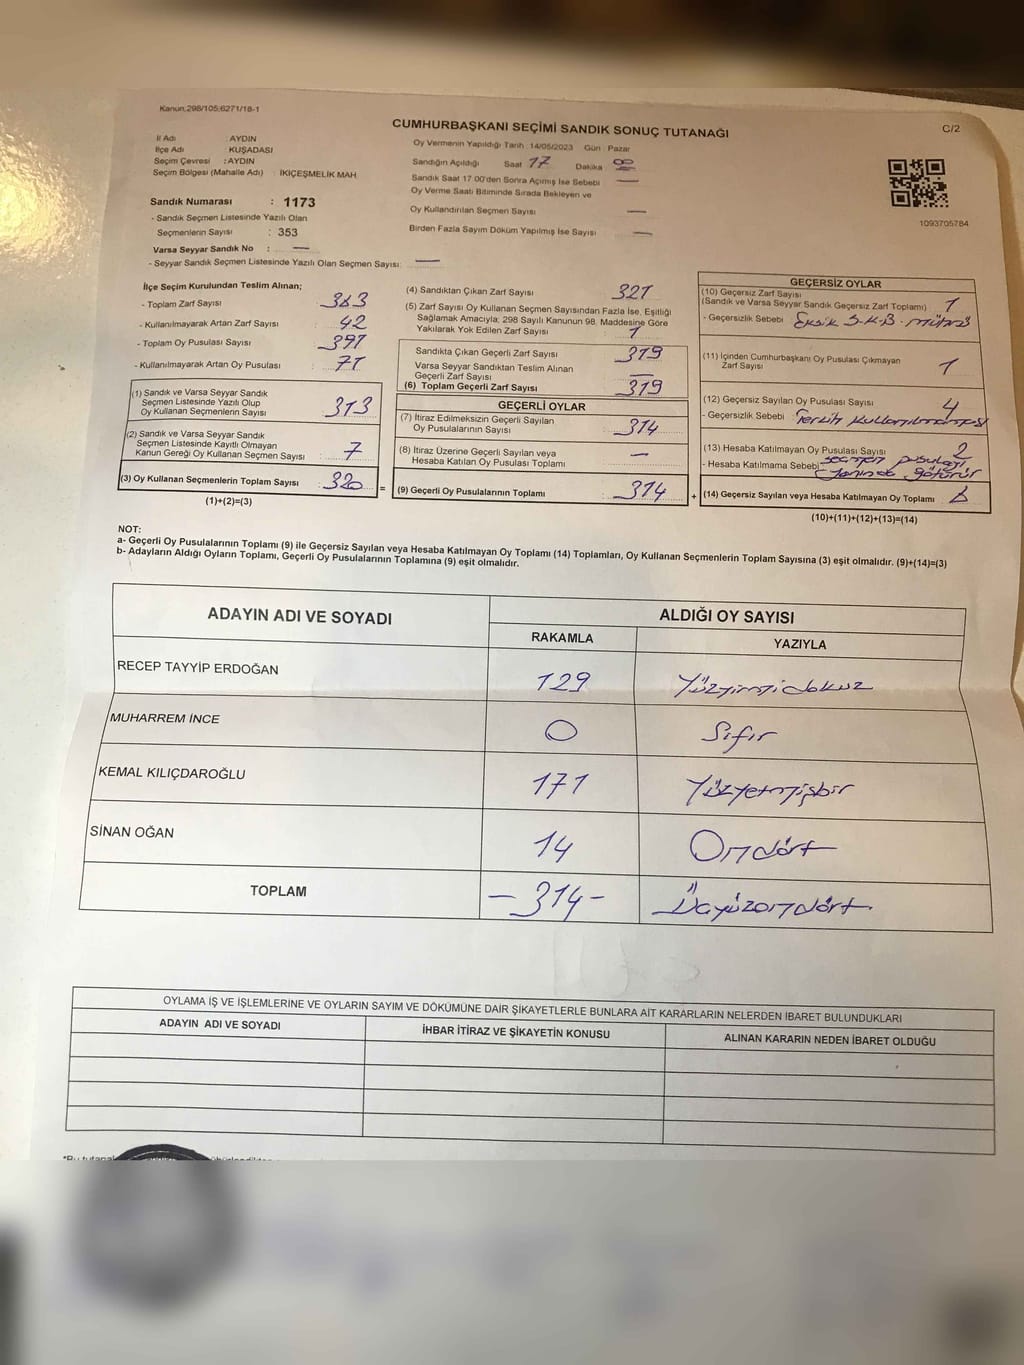 Kanun;298/105;6271/18-1
CUMHURBAŞKANI SEÇİMİ SANDIK SONUÇ TUTANAĞI
C/2
İl Adı : AYDIN
İlçe Adı : KUŞADASI
Seçim Çevresi : AYDIN
Seçim Bölgesi (Mahalle Adı) : İKİÇEŞMELİK MAH.
Sandık Numarası : 1173
- Sandık Seçmen Listesinde Yazılı Olan
Seçmenlerin Sayısı : 353
Varsa Seyyar Sandık No : —
- Seyyar Sandık Seçmen Listesinde Yazılı Olan Seçmen Sayısı: —
Oy Vermenin Yapıldığı Tarih :14/05/2023 Gün : Pazar
Sandığın Açıldığı Saat 17 Dakika 00
Sandık Saat 17:00'den Sonra Açılmış İse Sebebi —
Oy Verme Saati Bitiminde Sırada Bekleyen ve
Oy Kullandırılan Seçmen Sayısı —
Birden Fazla Sayım Döküm Yapılmış İse Sayısı —
1093705784
İlçe Seçim Kurulundan Teslim Alınan;
- Toplam Zarf Sayısı : 363
- Kullanılmayarak Artan Zarf Sayısı : 42
- Toplam Oy Pusulası Sayısı : 391
- Kullanılmayarak Artan Oy Pusulası : 71
(1) Sandık ve Varsa Seyyar Sandık
Seçmen Listesinde Yazılı Olup
Oy Kullanan Seçmenlerin Sayısı : 313
(2) Sandık ve Varsa Seyyar Sandık
Seçmen Listesinde Kayıtlı Olmayan
Kanun Gereği Oy Kullanan Seçmen Sayısı : 7
(3) Oy Kullanan Seçmenlerin Toplam Sayısı : 320
(1)+(2)=(3)
(4) Sandıktan Çıkan Zarf Sayısı : 321
(5) Zarf Sayısı Oy Kullanan Seçmen Sayısından Fazla İse, Eşitliği
Sağlamak Amacıyla; 298 Sayılı Kanunun 98. Maddesine Göre
Yakılarak Yok Edilen Zarf Sayısı : 1
Sandıkta Çıkan Geçerli Zarf Sayısı : 319
Varsa Seyyar Sandıktan Teslim Alınan
Geçerli Zarf Sayısı : —
(6) Toplam Geçerli Zarf Sayısı : 319
GEÇERLİ OYLAR
(7) İtiraz Edilmeksizin Geçerli Sayılan
Oy Pusulalarının Sayısı : 314
(8) İtiraz Üzerine Geçerli Sayılan veya
Hesaba Katılan Oy Pusulası Toplamı : —
= (9) Geçerli Oy Pusulalarının Toplamı : 314 +
GEÇERSİZ OYLAR
(10) Geçersiz Zarf Sayısı
(Sandık ve Varsa Seyyar Sandık Geçersiz Zarf Toplamı) : 1
- Geçersizlik Sebebi : Eksik S.K.B. mührü
(11) İçinden Cumhurbaşkanı Oy Pusulası Çıkmayan
Zarf Sayısı : 1
(12) Geçersiz Sayılan Oy Pusulası Sayısı : 4
- Geçersizlik Sebebi : Tercih kullanılmaması
(13) Hesaba Katılmayan Oy Pusulası Sayısı : 2
- Hesaba Katılmama Sebebi : seçmen pusulayı
yanında götürür
(14) Geçersiz Sayılan veya Hesaba Katılmayan Oy Toplamı :
(10)+(11)+(12)+(13)=(14)
NOT:
a- Geçerli Oy Pusulalarının Toplamı (9) ile Geçersiz Sayılan veya Hesaba Katılmayan Oy Toplamı (14) Toplamları, Oy Kullanan Seçmenlerin Toplam Sayısına (3) eşit olmalıdır. (9)+(14)=(3)
b- Adayların Aldığı Oyların Toplamı, Geçerli Oy Pusulalarının Toplamına (9) eşit olmalıdır.
ADAYIN ADI VE SOYADI
ALDIĞI OY SAYISI
RAKAMLA YAZIYLA
RECEP TAYYİP ERDOĞAN 129 Yüzyirmidokuz
MUHARREM İNCE 0 Sıfır
KEMAL KILIÇDAROĞLU 171 Yüzyetmişbir
SİNAN OĞAN 14 Ondört
TOPLAM -314- Üçyüzondört
OYLAMA İŞ VE İŞLEMLERİNE VE OYLARIN SAYIM VE DÖKÜMÜNE DAİR ŞİKAYETLERLE BUNLARA AİT KARARLARIN NELERDEN İBARET BULUNDUKLARI
ADAYIN ADI VE SOYADI İHBAR İTİRAZ VE ŞİKAYETİN KONUSU ALINAN KARARIN NEDEN İBARET OLDUĞU